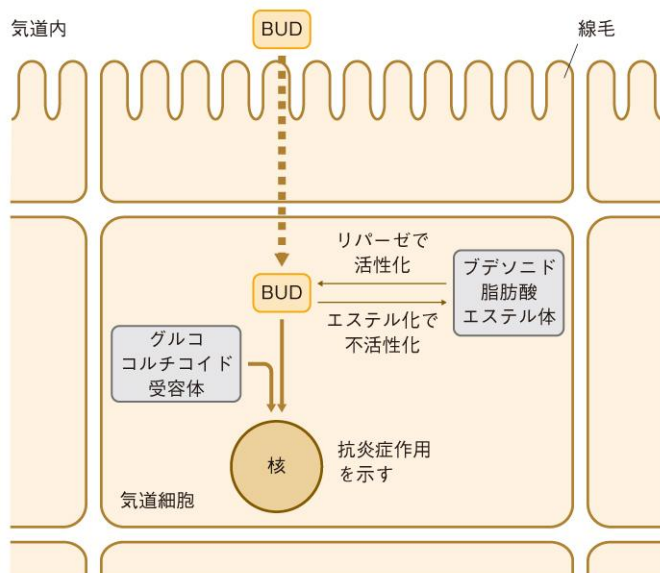 気道内
BUD
線毛
リパーゼで
活性化
BUD
ブデソニド
脂肪酸
エステル体
エステル化で
不活性化
グルコ
コルチコイド
受容体
核
抗炎症作用
を示す
気道細胞